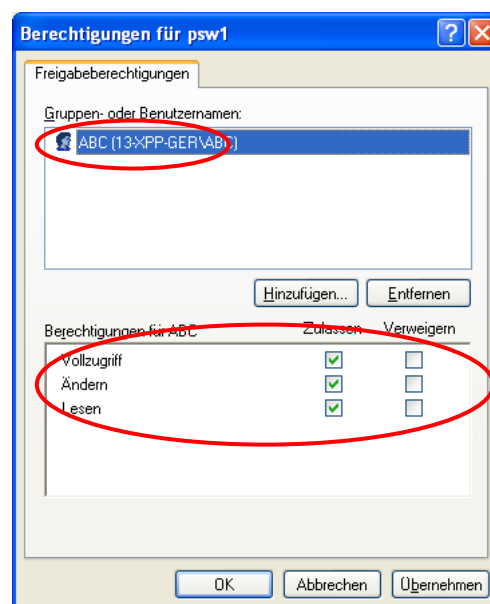 Berechtigungen für psw1
Freigabeberechtigungen
Gruppen- oder Benutzernamen:
ABC (13-XPP-GER\ABC)
Hinzufügen... Entfernen
Berechtigungen für ABC Zulassen Verweigern
Vollzugriff
Ändern
Lesen
OK Abbrechen Übernehmen